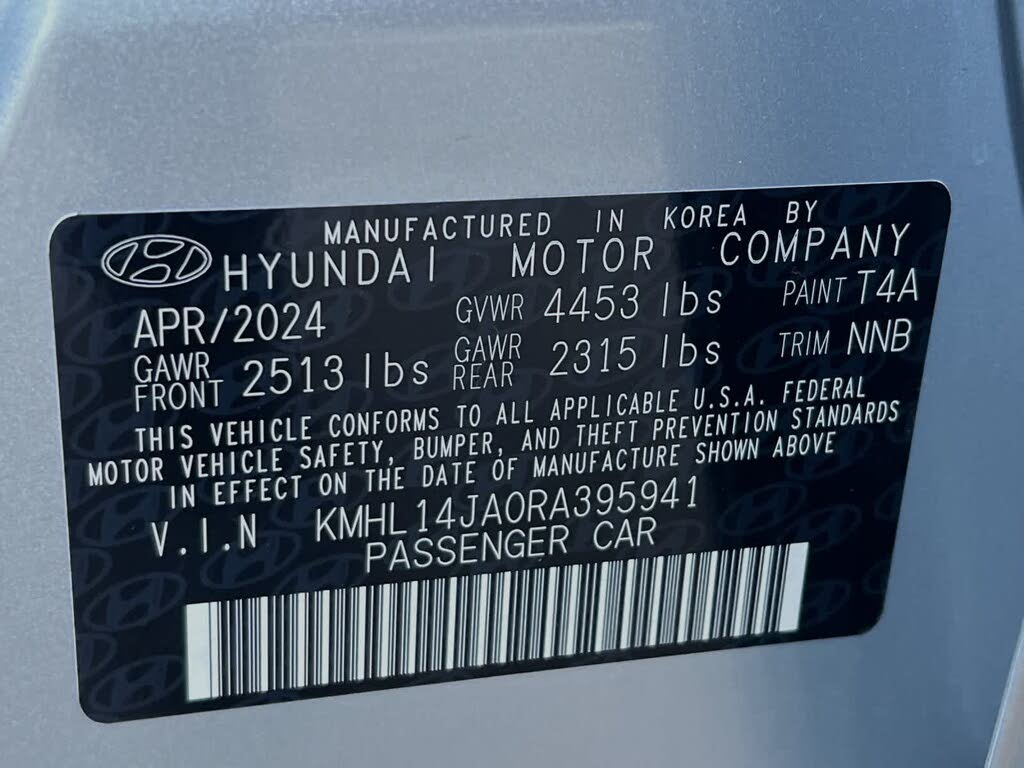 MANUFACTURED IN KOREA BY
HYUNDAI MOTOR COMPANY
APR/2024 GVWR 4453 lbs PAINT T4A
GAWR FRONT 2513 lbs GAWR REAR 2315 lbs TRIM NNB
THIS VEHICLE CONFORMS TO ALL APPLICABLE U.S.A. FEDERAL
MOTOR VEHICLE SAFETY, BUMPER, AND THEFT PREVENTION STANDARDS
IN EFFECT ON THE DATE OF MANUFACTURE SHOWN ABOVE
V.I.N KMHL14JA0RA395941
PASSENGER CAR